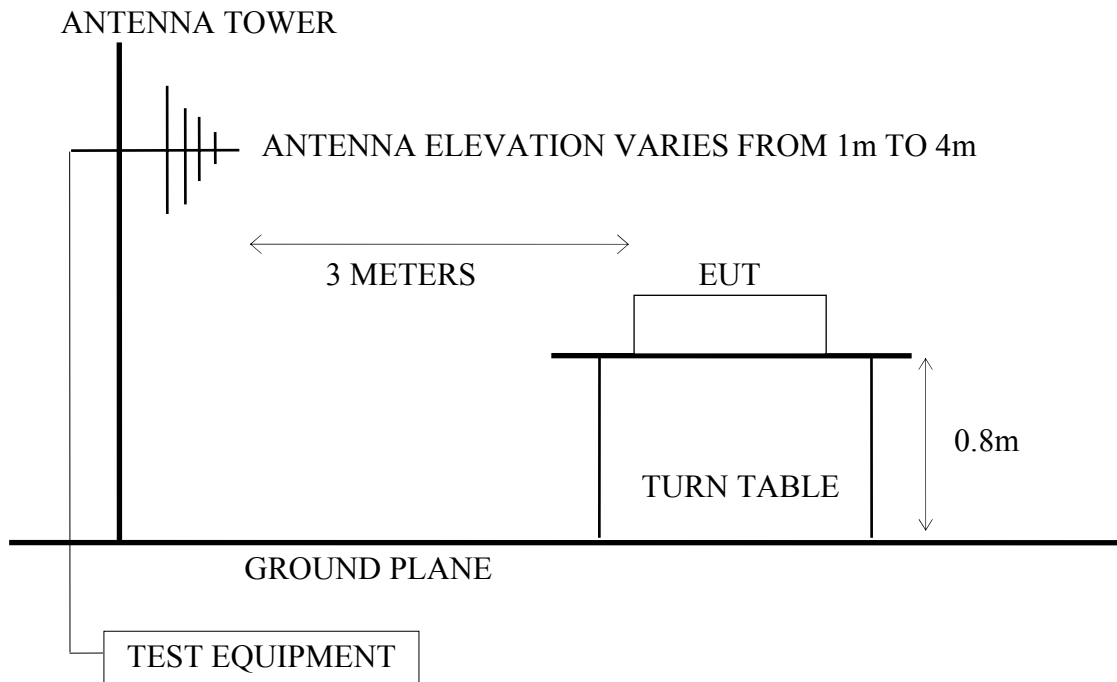 ANTENNA TOWER
ANTENNA ELEVATION VARIES FROM 1m TO 4m
3 METERS
EUT
0.8m
TURN TABLE
GROUND PLANE
TEST EQUIPMENT